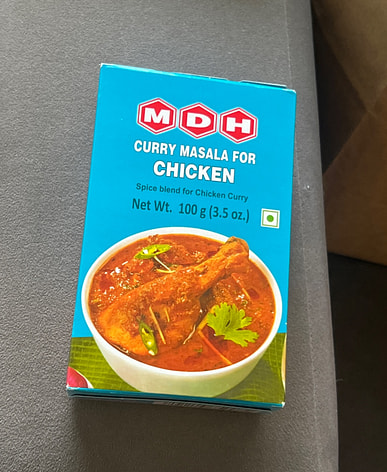 MDH
CURRY MASALA FOR
CHICKEN
Spice blend for Chicken Curry
Net Wt. 100 g (3.5 oz.)